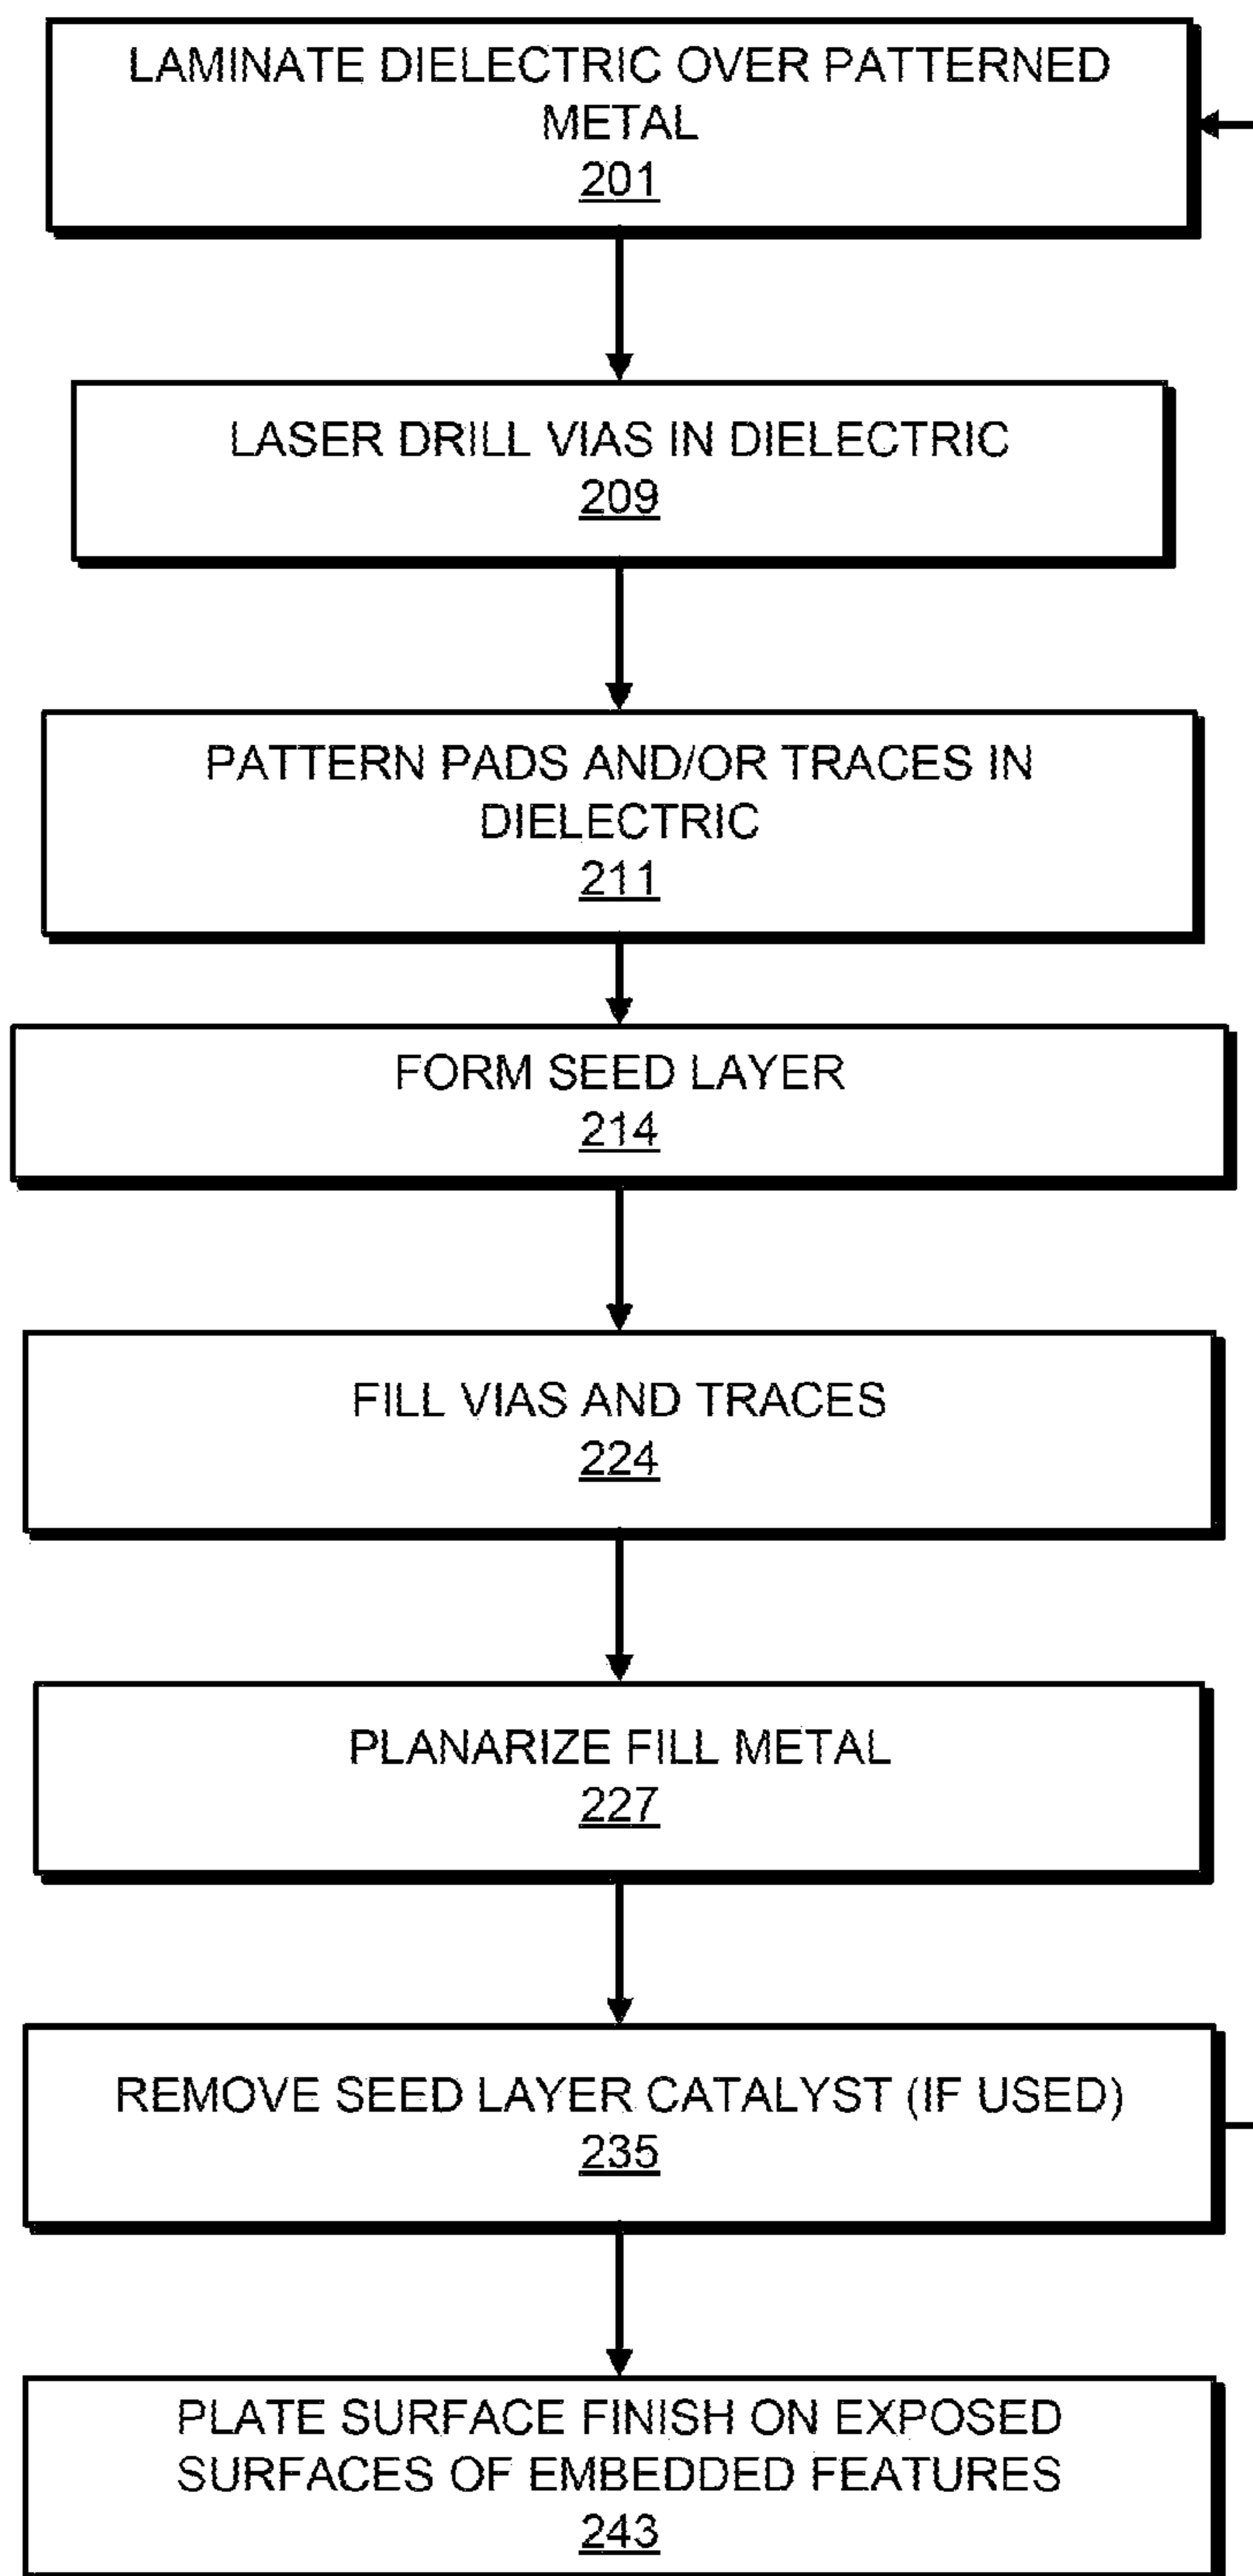 LAMINATE DIELECTRIC OVER PATTERNED
METAL
201
LASER DRILL VIAS IN DIELECTRIC
209
PATTERN PADS AND/OR TRACES IN
DIELECTRIC
211
FORM SEED LAYER
214
FILL VIAS AND TRACES
224
PLANARIZE FILL METAL
227
REMOVE SEED LAYER CATALYST (IF USED)
235
PLATE SURFACE FINISH ON EXPOSED
SURFACES OF EMBEDDED FEATURES
243